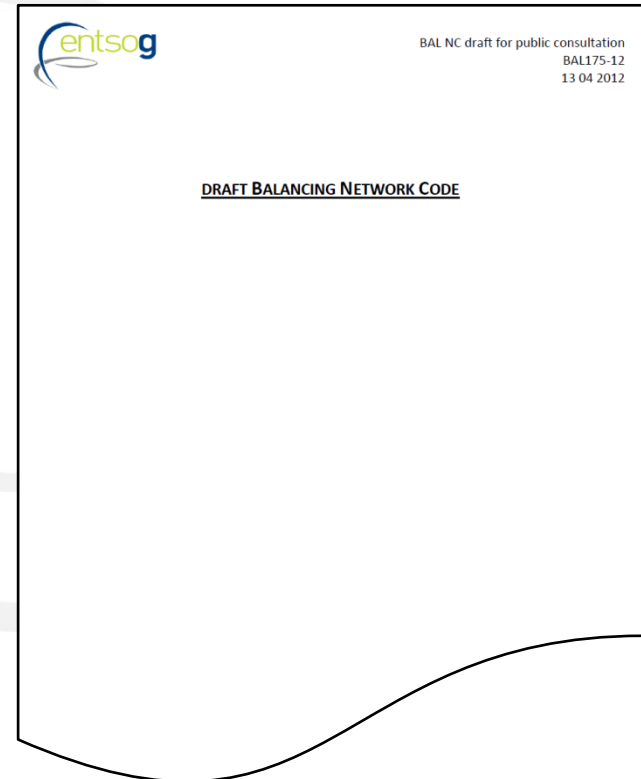 entsog
BAL NC draft for public consultation
BAL175-12
13 04 2012
DRAFT BALANCING NETWORK CODE